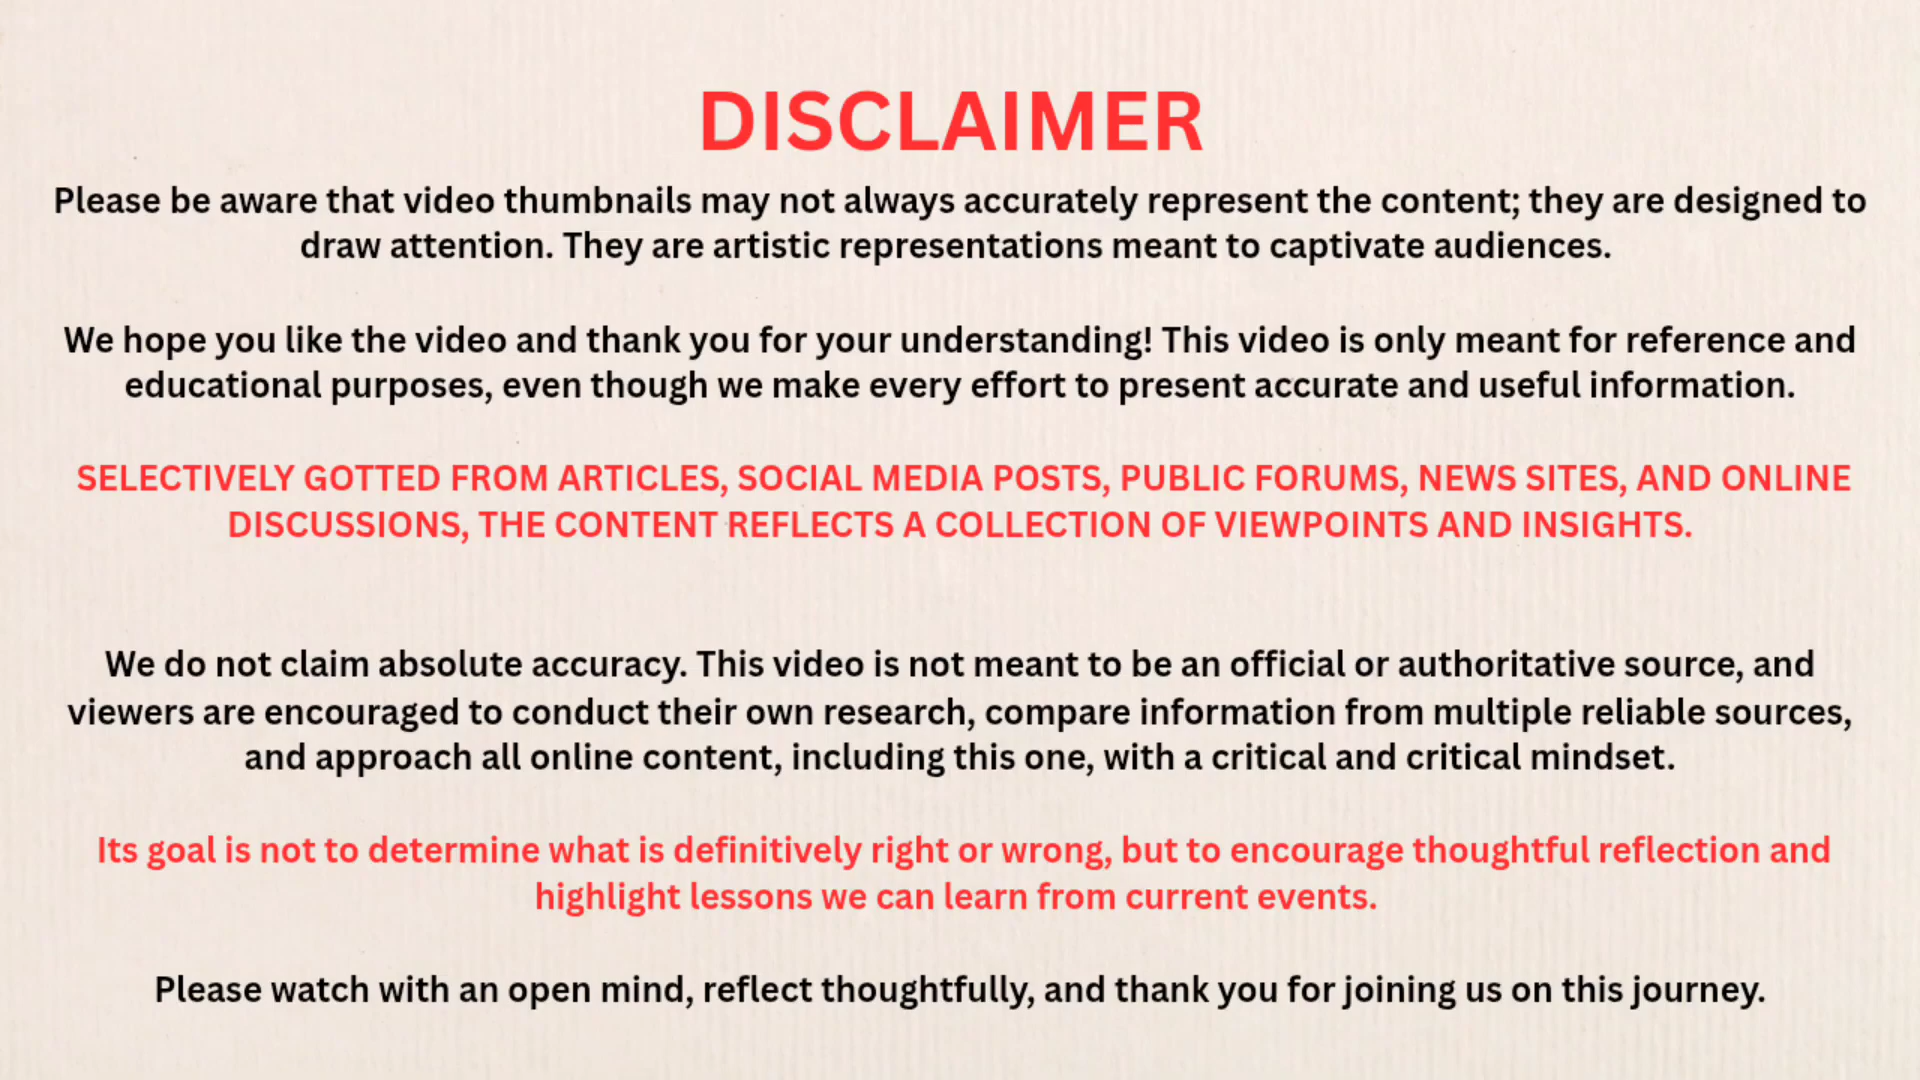 DISCLAIMER
Please be aware that video thumbnails may not always accurately represent the content; they are designed to
draw attention. They are artistic representations meant to captivate audiences.
We hope you like the video and thank you for your understanding! This video is only meant for reference and
educational purposes, even though we make every effort to present accurate and useful information.
SELECTIVELY GOTTED FROM ARTICLES, SOCIAL MEDIA POSTS, PUBLIC FORUMS, NEWS SITES, AND ONLINE
DISCUSSIONS, THE CONTENT REFLECTS A COLLECTION OF VIEWPOINTS AND INSIGHTS.
We do not claim absolute accuracy. This video is not meant to be an official or authoritative source, and
viewers are encouraged to conduct their own research, compare information from multiple reliable sources,
and approach all online content, including this one, with a critical and critical mindset.
Its goal is not to determine what is definitively right or wrong, but to encourage thoughtful reflection and
highlight lessons we can learn from current events.
Please watch with an open mind, reflect thoughtfully, and thank you for joining us on this journey.